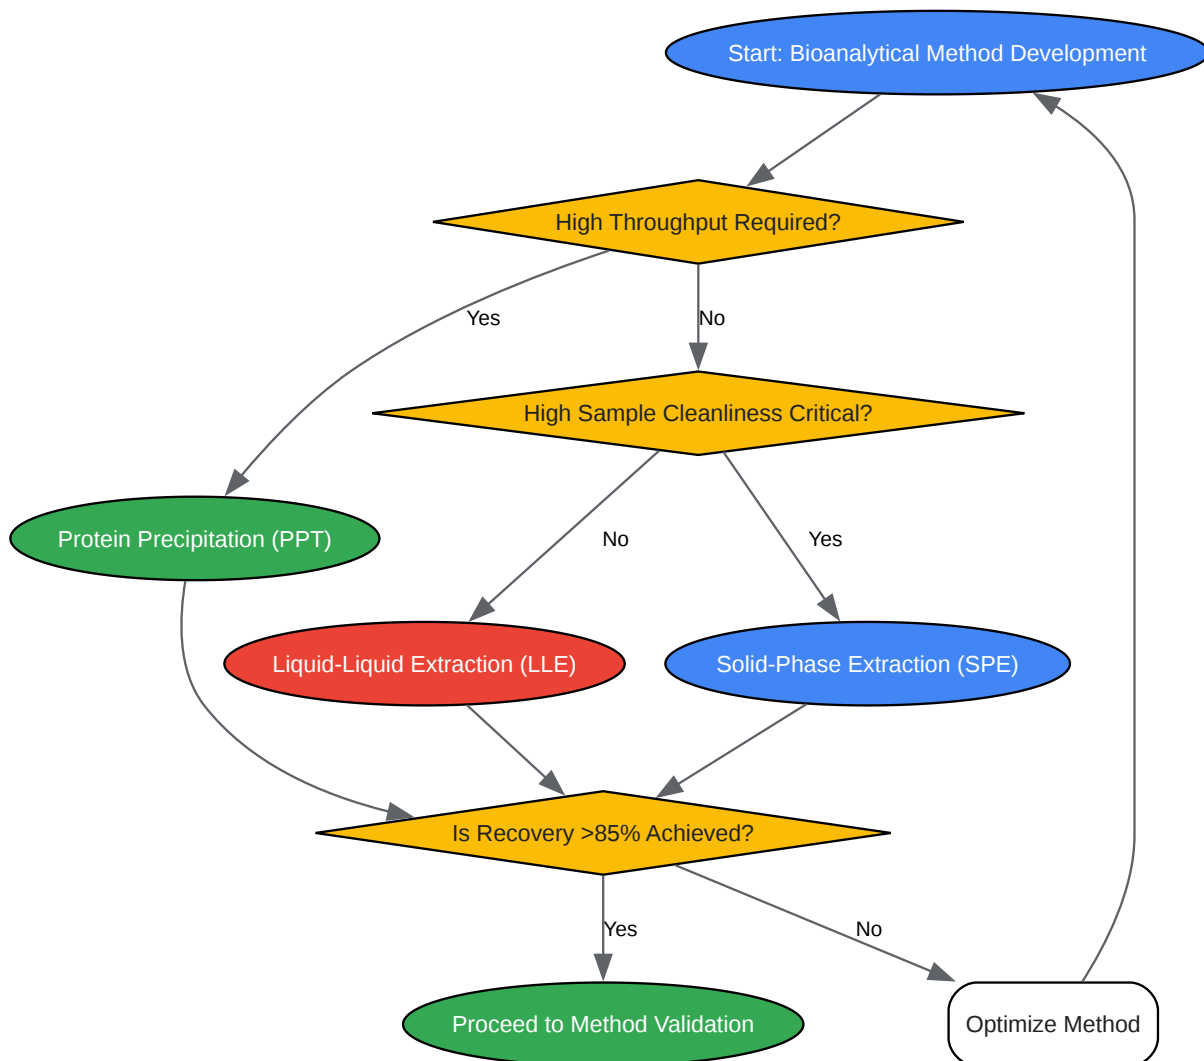 Start: Bioanalytical Method Development
High Throughput Required?
Yes
No
High Sample Cleanliness Critical?
Protein Precipitation (PPT)
No
Yes
Liquid-Liquid Extraction (LLE)
Solid-Phase Extraction (SPE)
Is Recovery >85% Achieved?
Yes
No
Proceed to Method Validation
Optimize Method